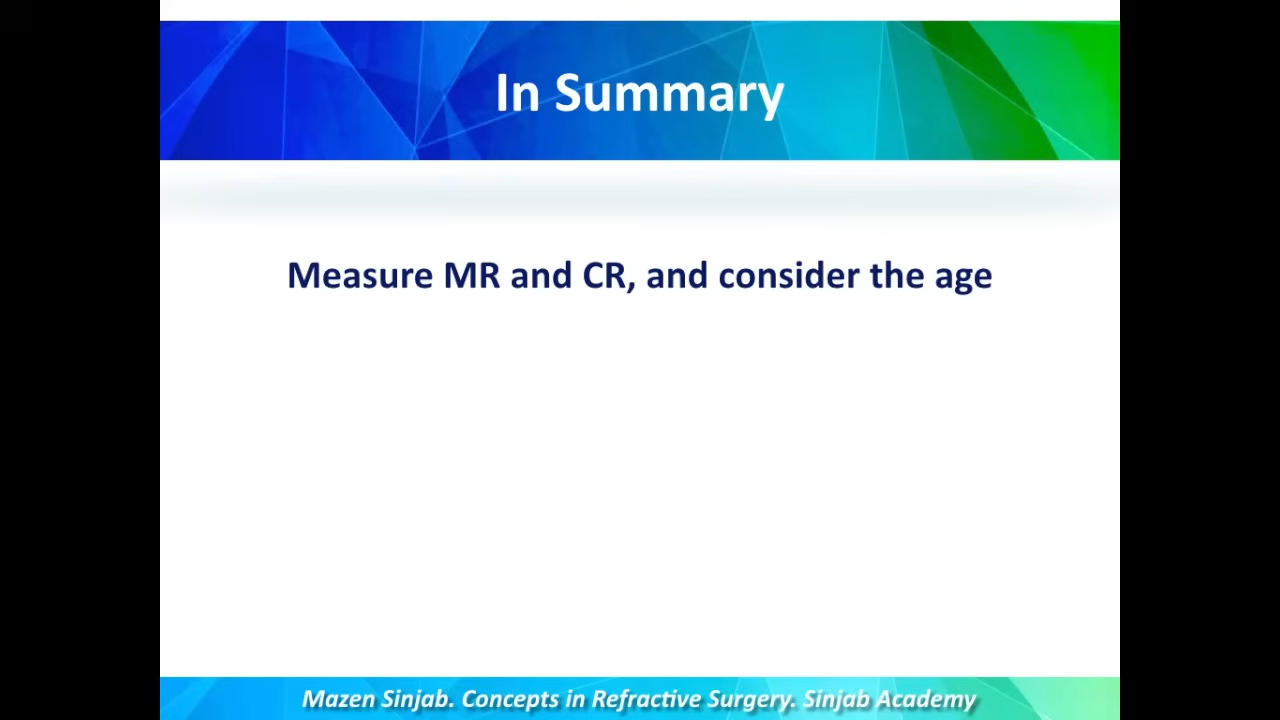 In Summary
Measure MR and CR, and consider the age
Mazen Sinjab. Concepts in Refractive Surgery. Sinjab Academy